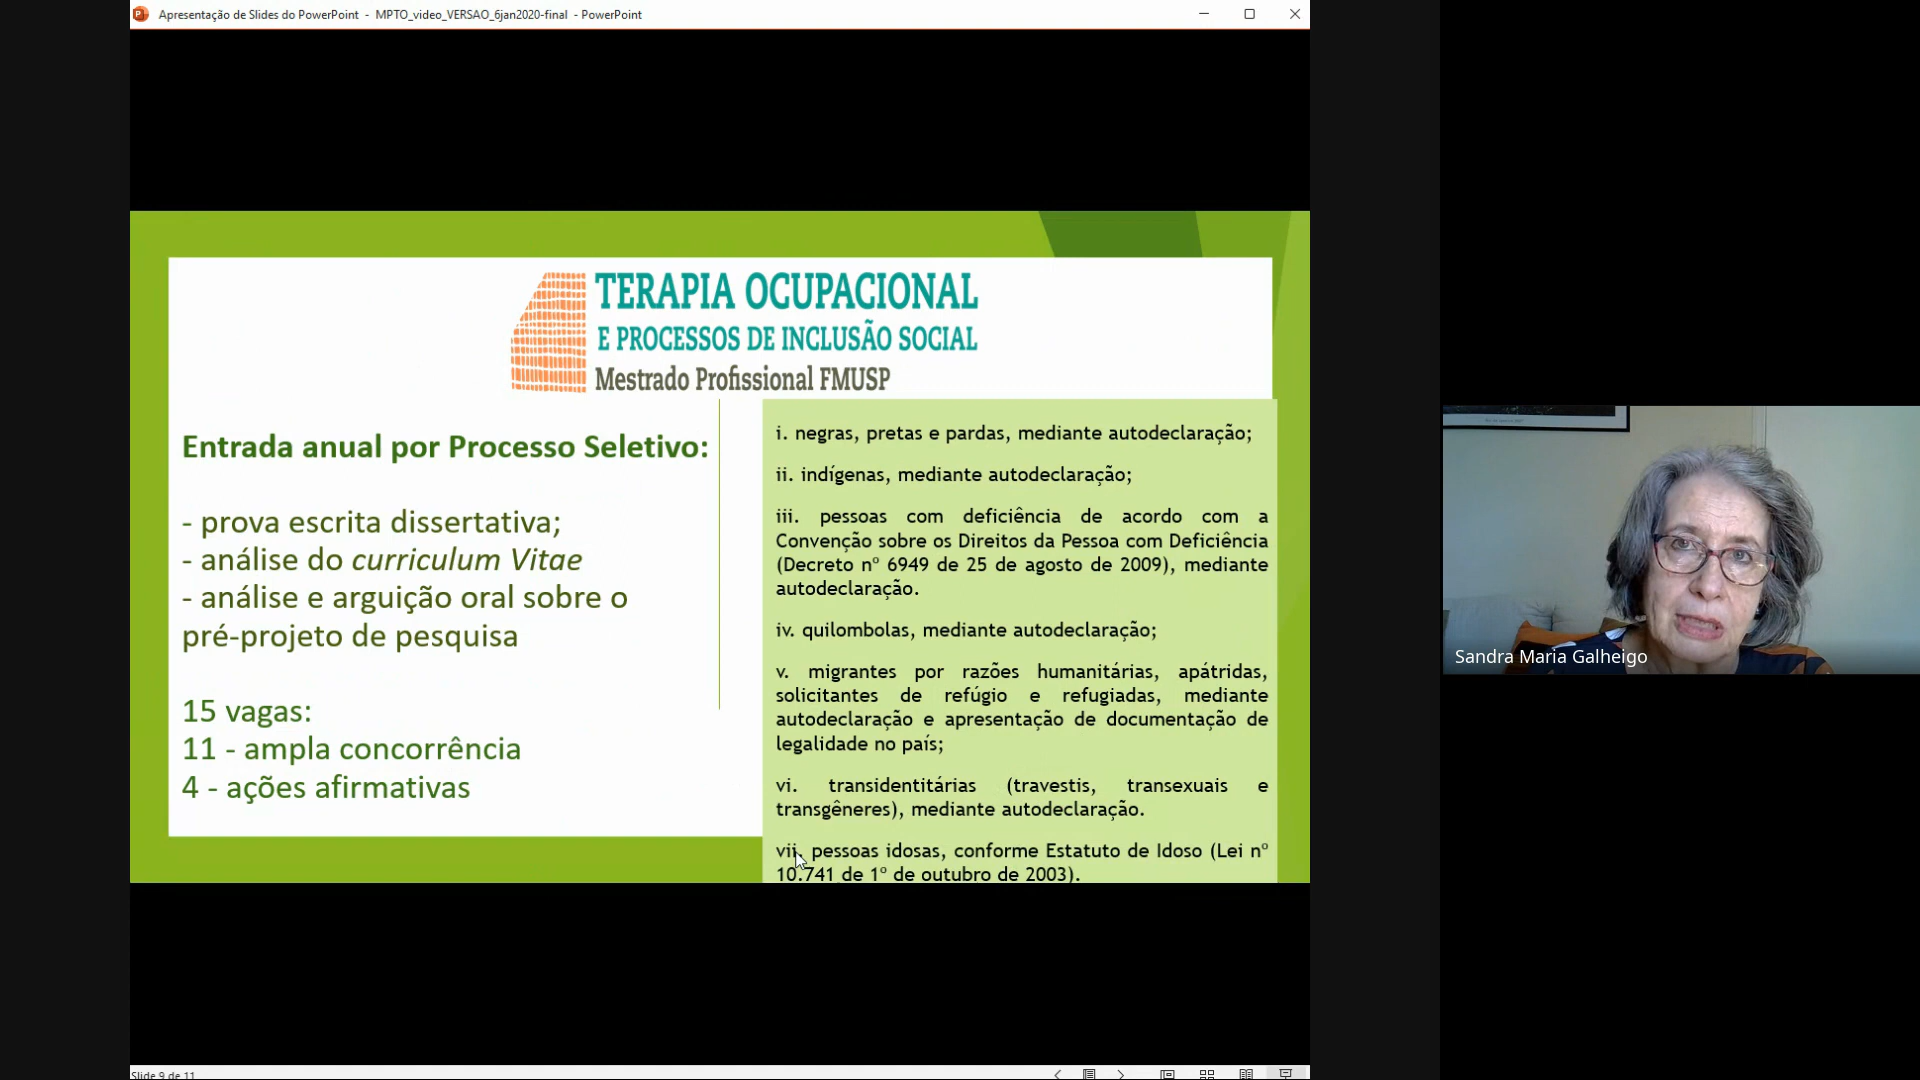 Apresentação de Slides do PowerPoint - MPTO_video_VERSAO_6jan2020-final - PowerPoint
TERAPIA OCUPACIONAL
E PROCESSOS DE INCLUSÃO SOCIAL
Mestrado Profissional FMUSP
Entrada anual por Processo Seletivo:
- prova escrita dissertativa;
- análise do curriculum Vitae
- análise e arguição oral sobre o
pré-projeto de pesquisa
15 vagas:
11 - ampla concorrência
4 - ações afirmativas
i. negras, pretas e pardas, mediante autodeclaração;
ii. indígenas, mediante autodeclaração;
iii. pessoas com deficiência de acordo com a
Convenção sobre os Direitos da Pessoa com Deficiência
(Decreto nº 6949 de 25 de agosto de 2009), mediante
autodeclaração.
iv. quilombolas, mediante autodeclaração;
v. migrantes por razões humanitárias, apátridas,
solicitantes de refúgio e refugiadas, mediante
autodeclaração e apresentação de documentação de
legalidade no país;
vi. transidentitárias (travestis, transexuais e
transgêneres), mediante autodeclaração.
vii. pessoas idosas, conforme Estatuto de Idoso (Lei nº
10.741 de 1º de outubro de 2003).
Sandra Maria Galheigo
Slide 9 de 11